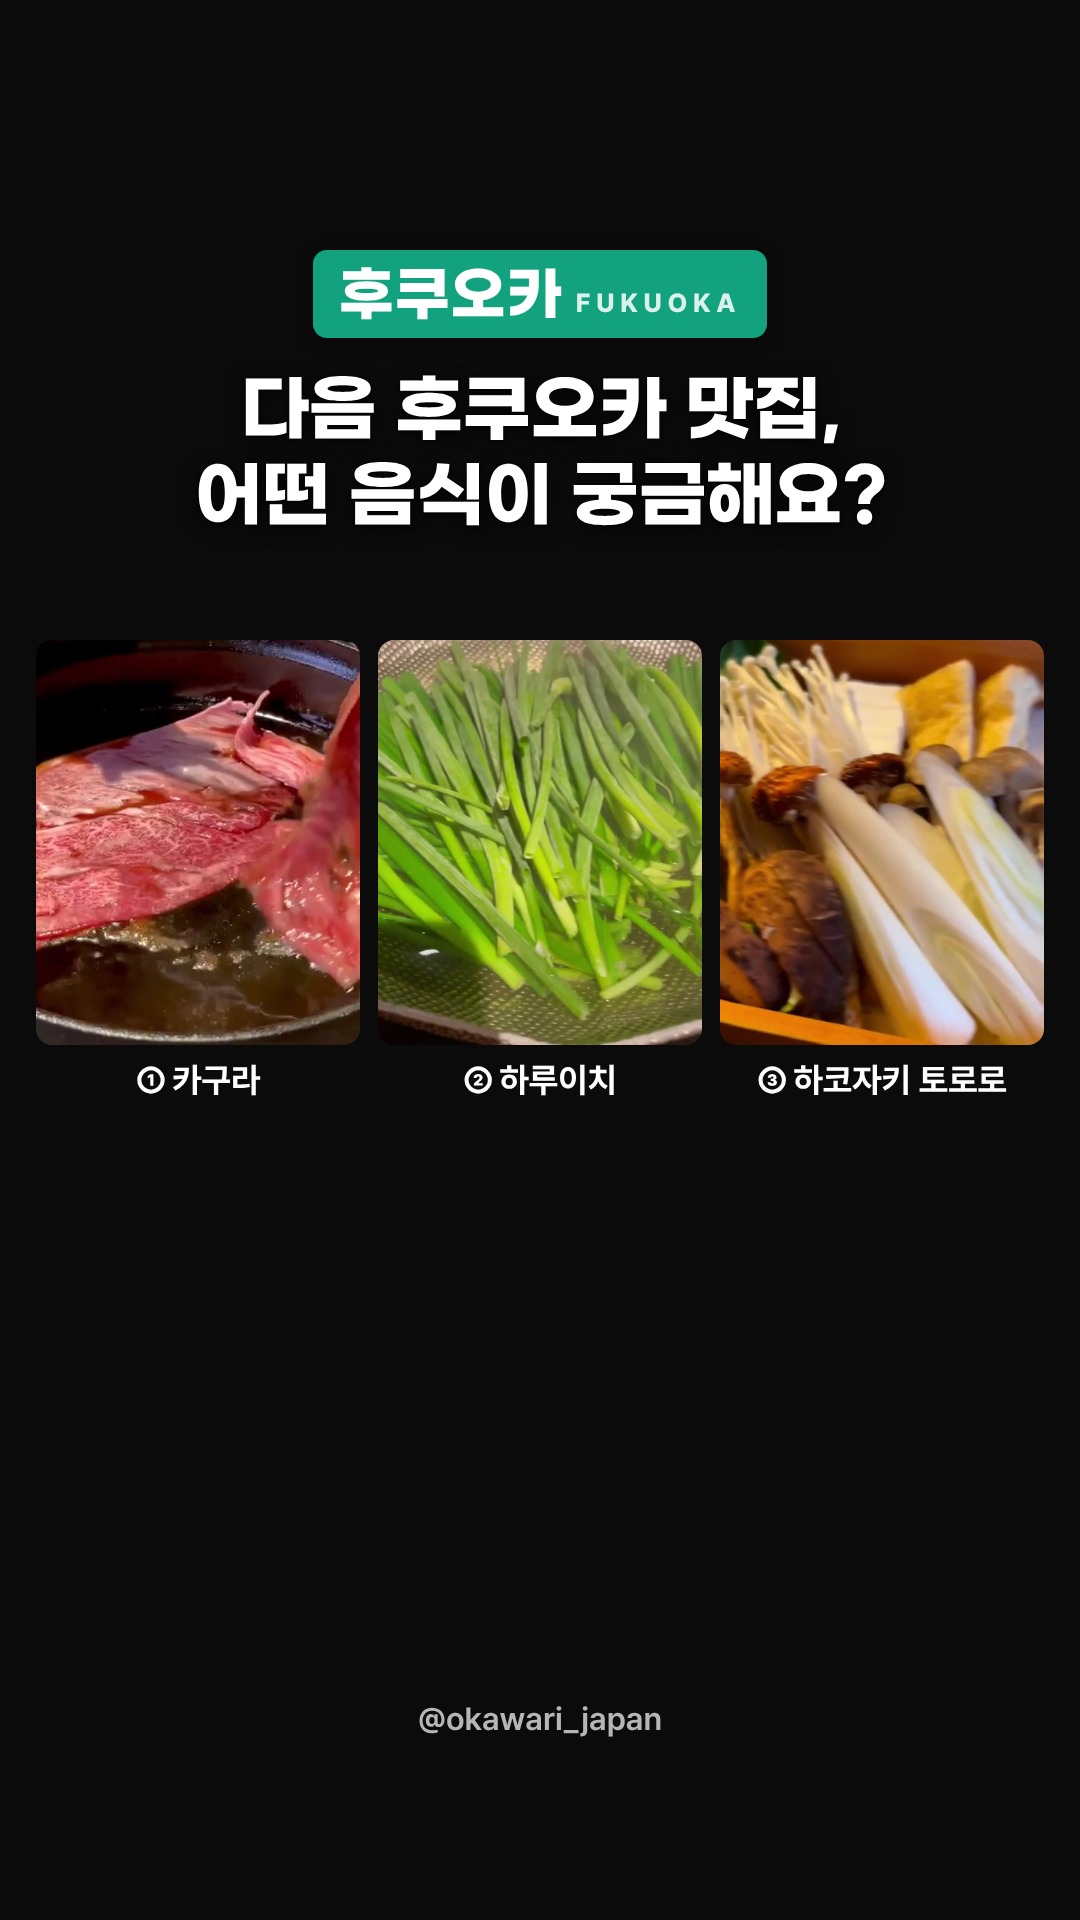 후쿠오카 FUKUOKA
다음 후쿠오카 맛집,
어떤 음식이 궁금해요?
① 카구라
② 하루이치
③ 하코자키 토로로
@okawari_japan